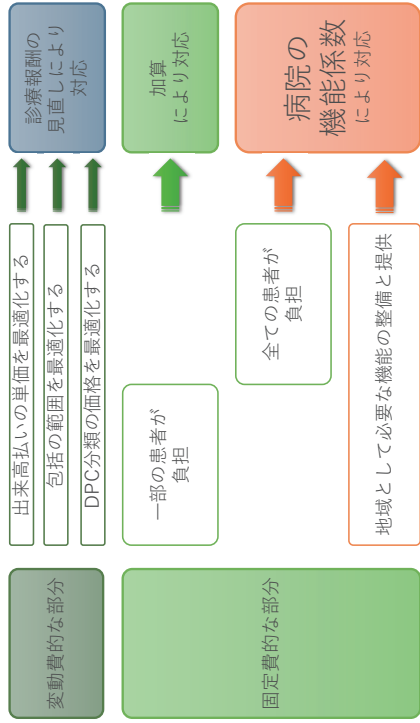 変動費的な部分
出来高払いの単価を最適化する
包括の範囲を最適化する
DPC分類の価格を最適化する
診療報酬の
見直しにより
対応
固定費的な部分
一部の患者が
負担
加算
により対応
全ての患者が
負担
地域として必要な機能の整備と提供
病院の
機能係数
により対応